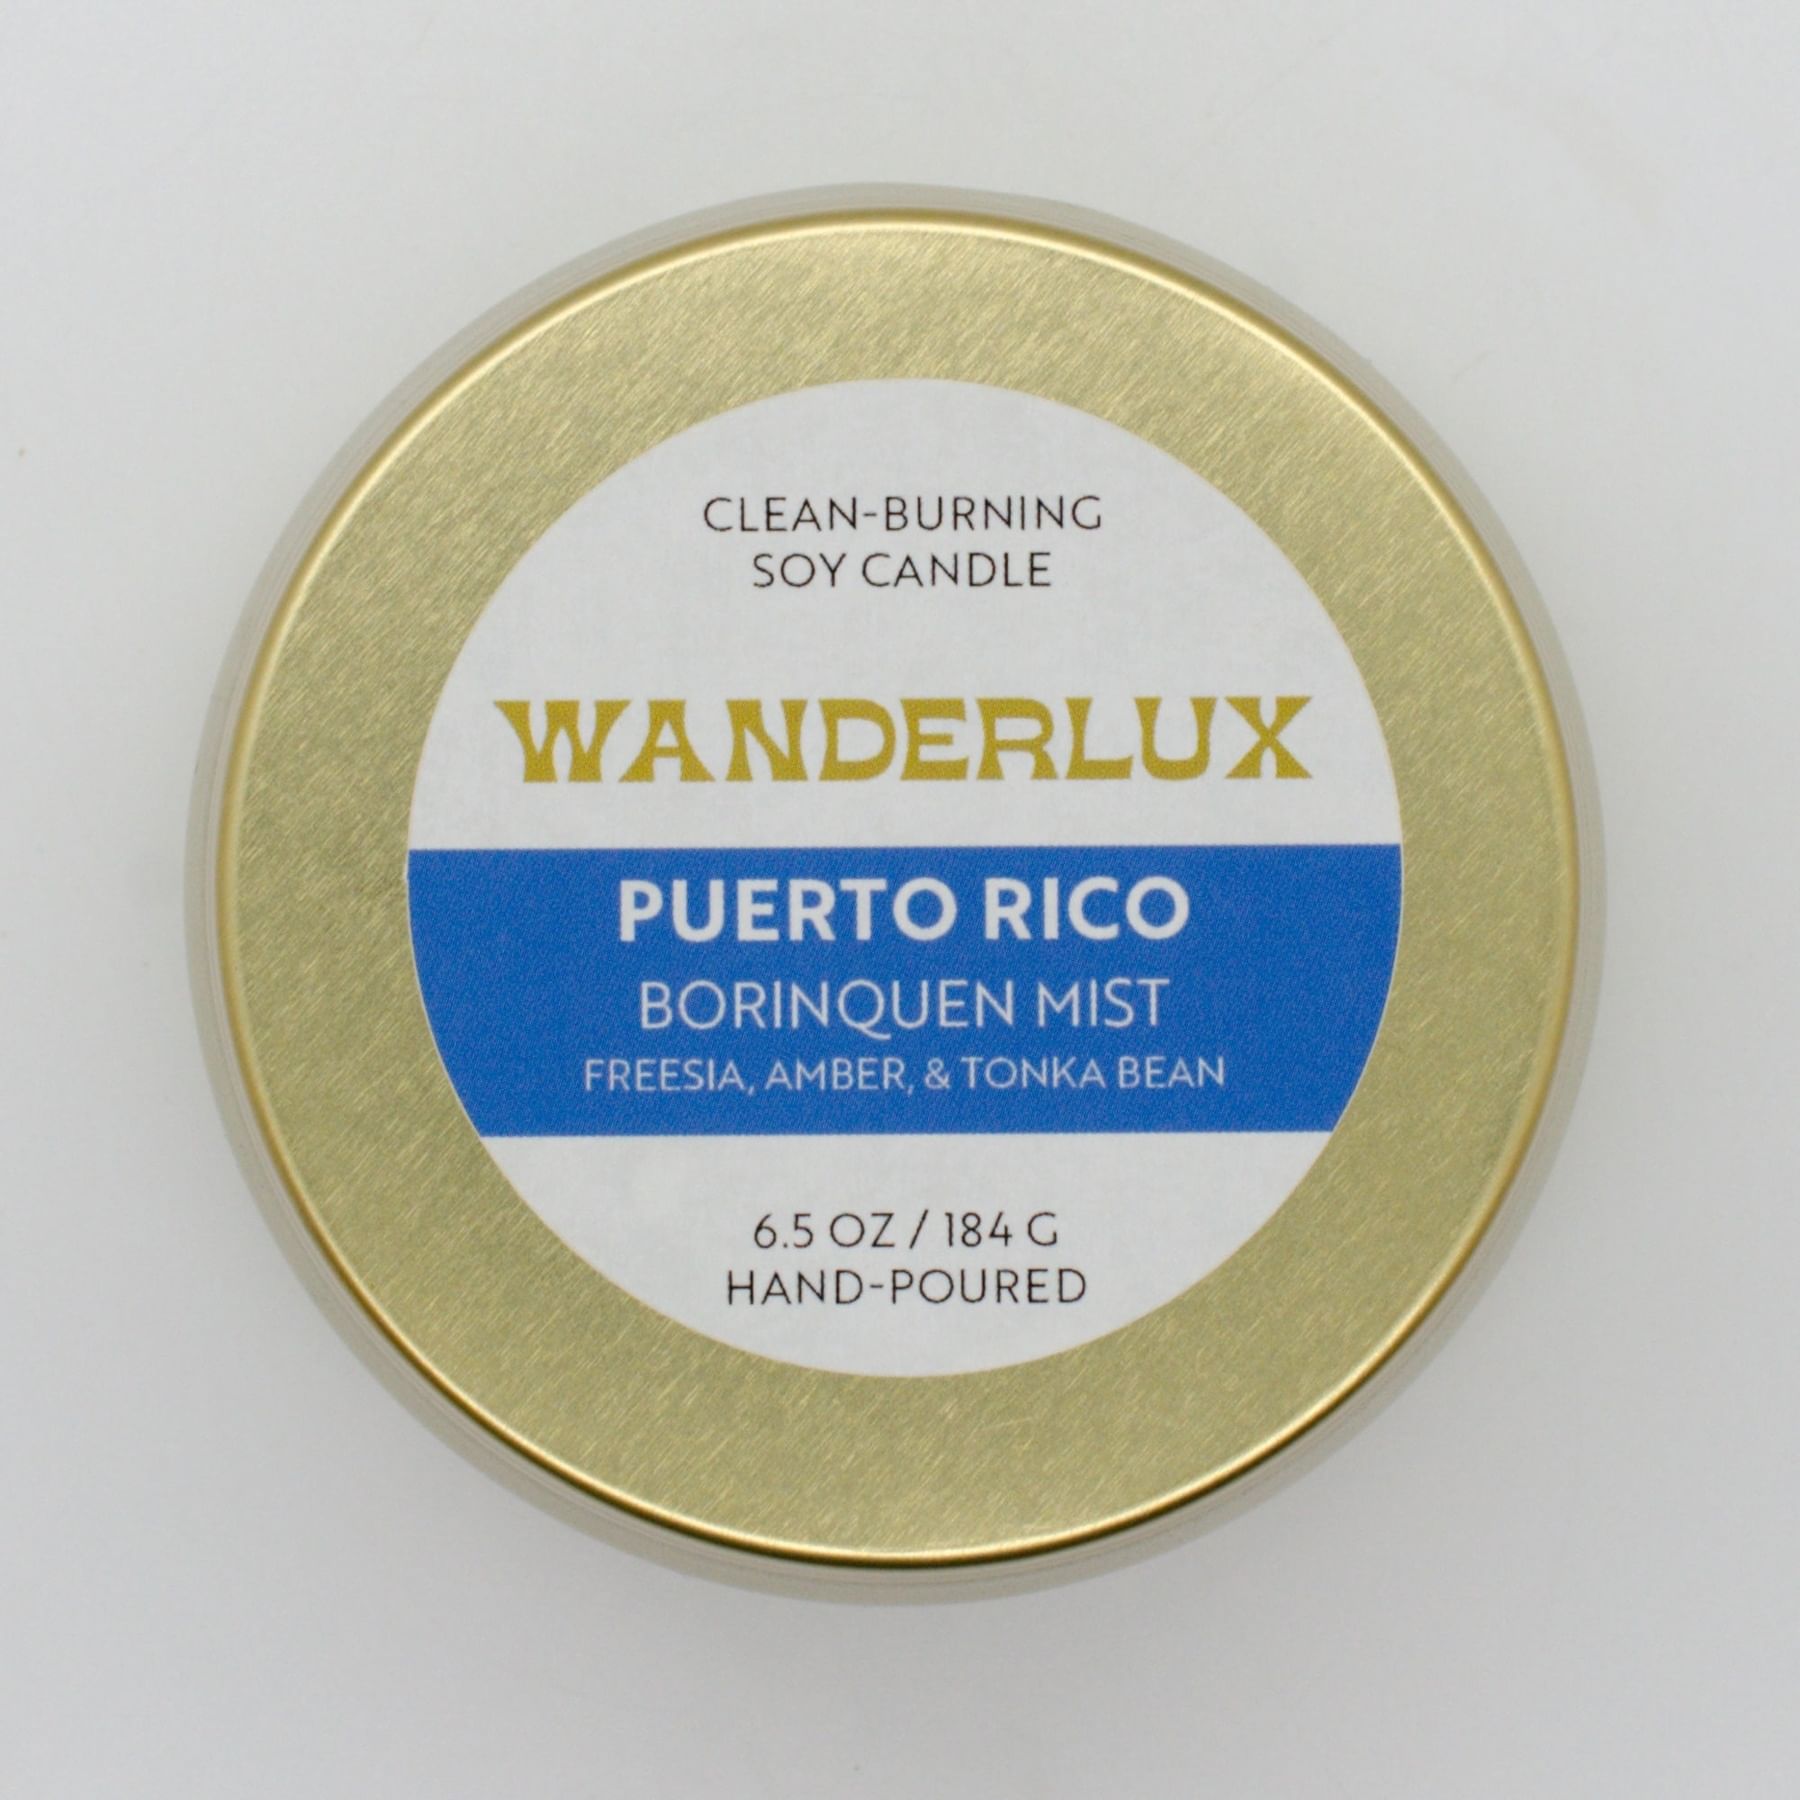 CLEAN-BURNING
SOY CANDLE
WANDERLUX
PUERTO RICO
BORINQUEN MIST
FREESIA, AMBER, & TONKA BEAN
6.5 OZ / 184 G
HAND-POURED